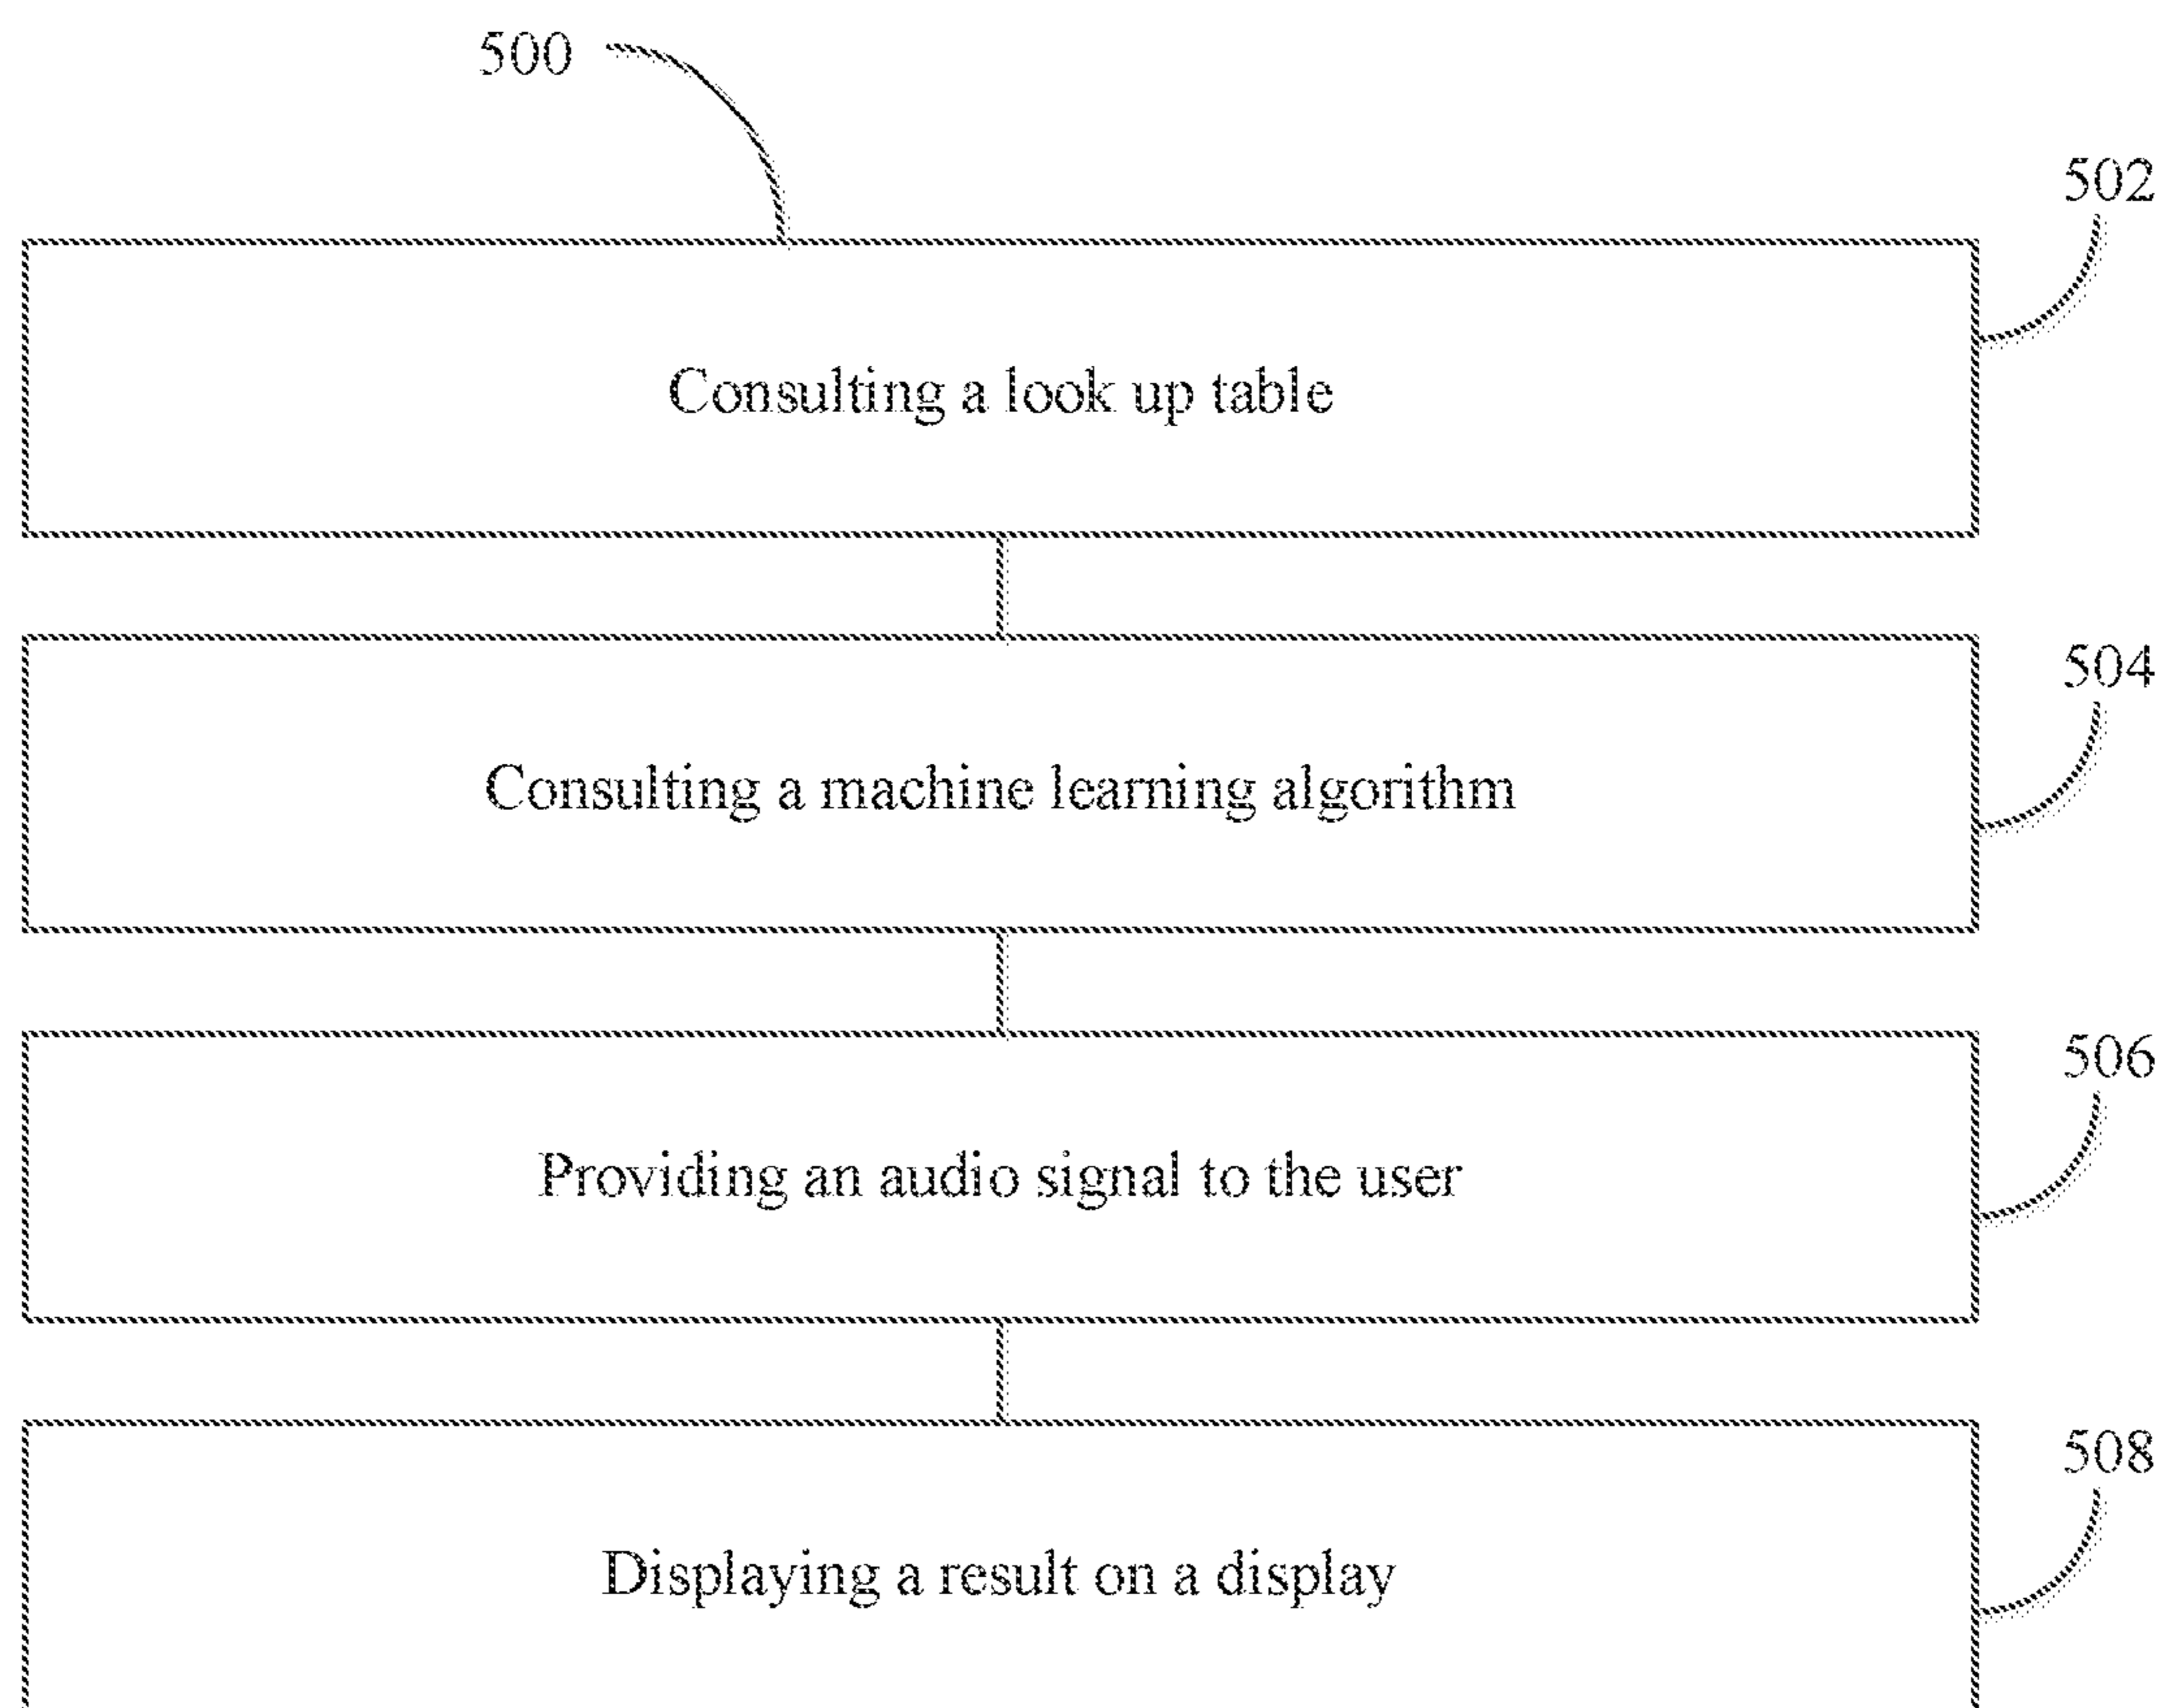 500
502
Consulting a look up table
504
Consulting a machine learning algorithm
506
Providing an audio signal to the user
508
Displaying a result on a display